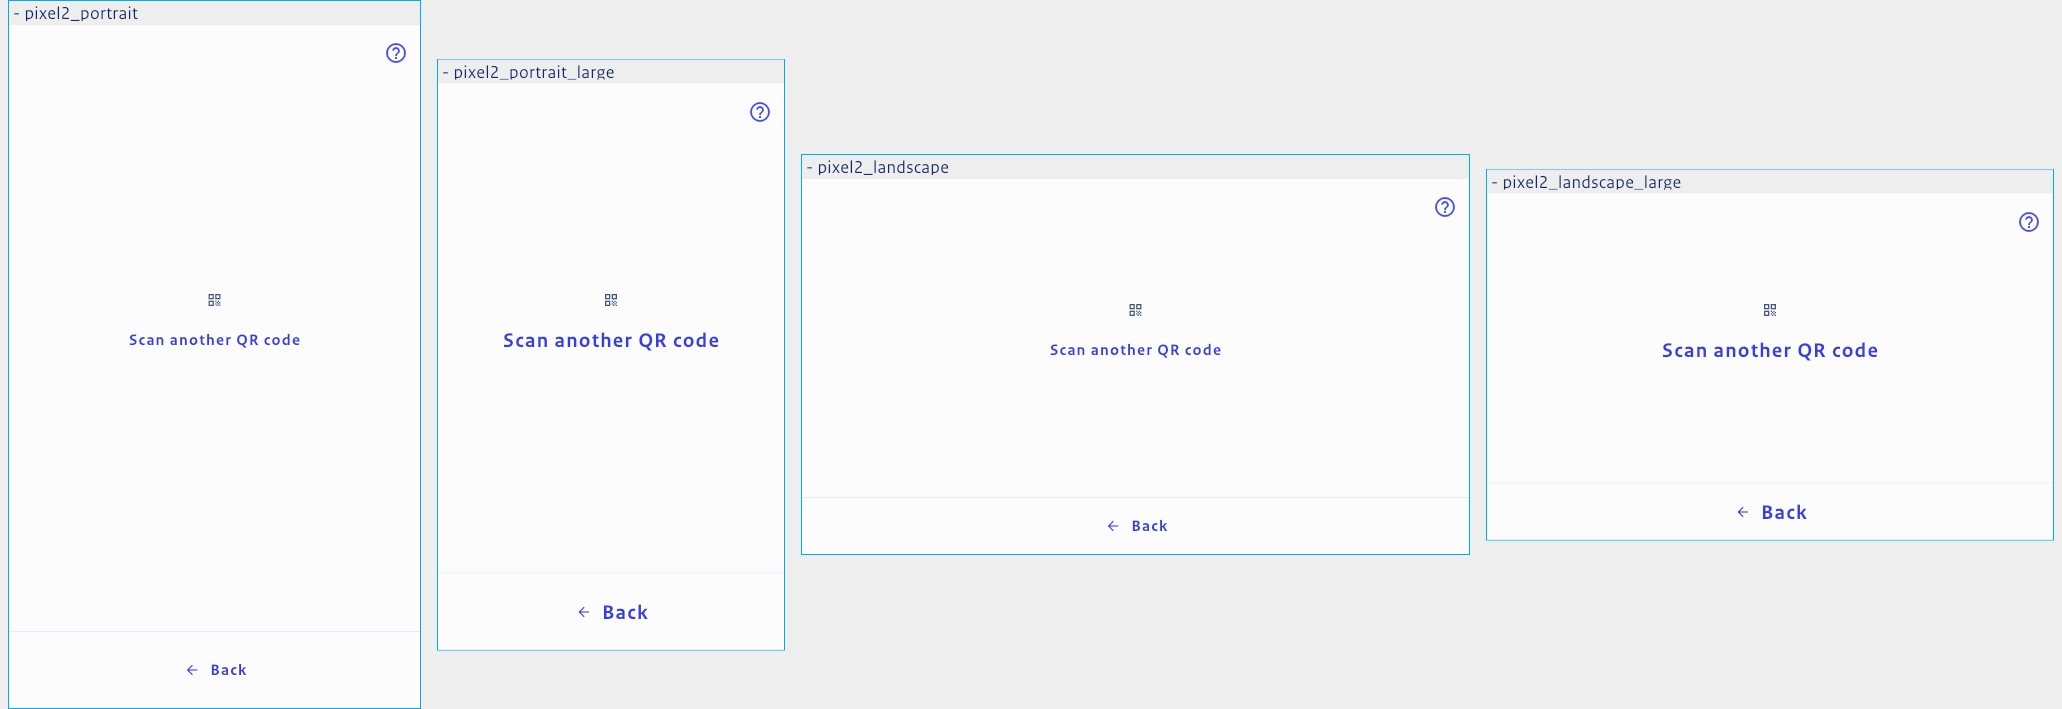 - pixel2_portrait
Scan another QR code
Back
- pixel2_portrait_large
Scan another QR code
Back
- pixel2_landscape
Scan another QR code
Back
- pixel2_landscape_large
Scan another QR code
Back